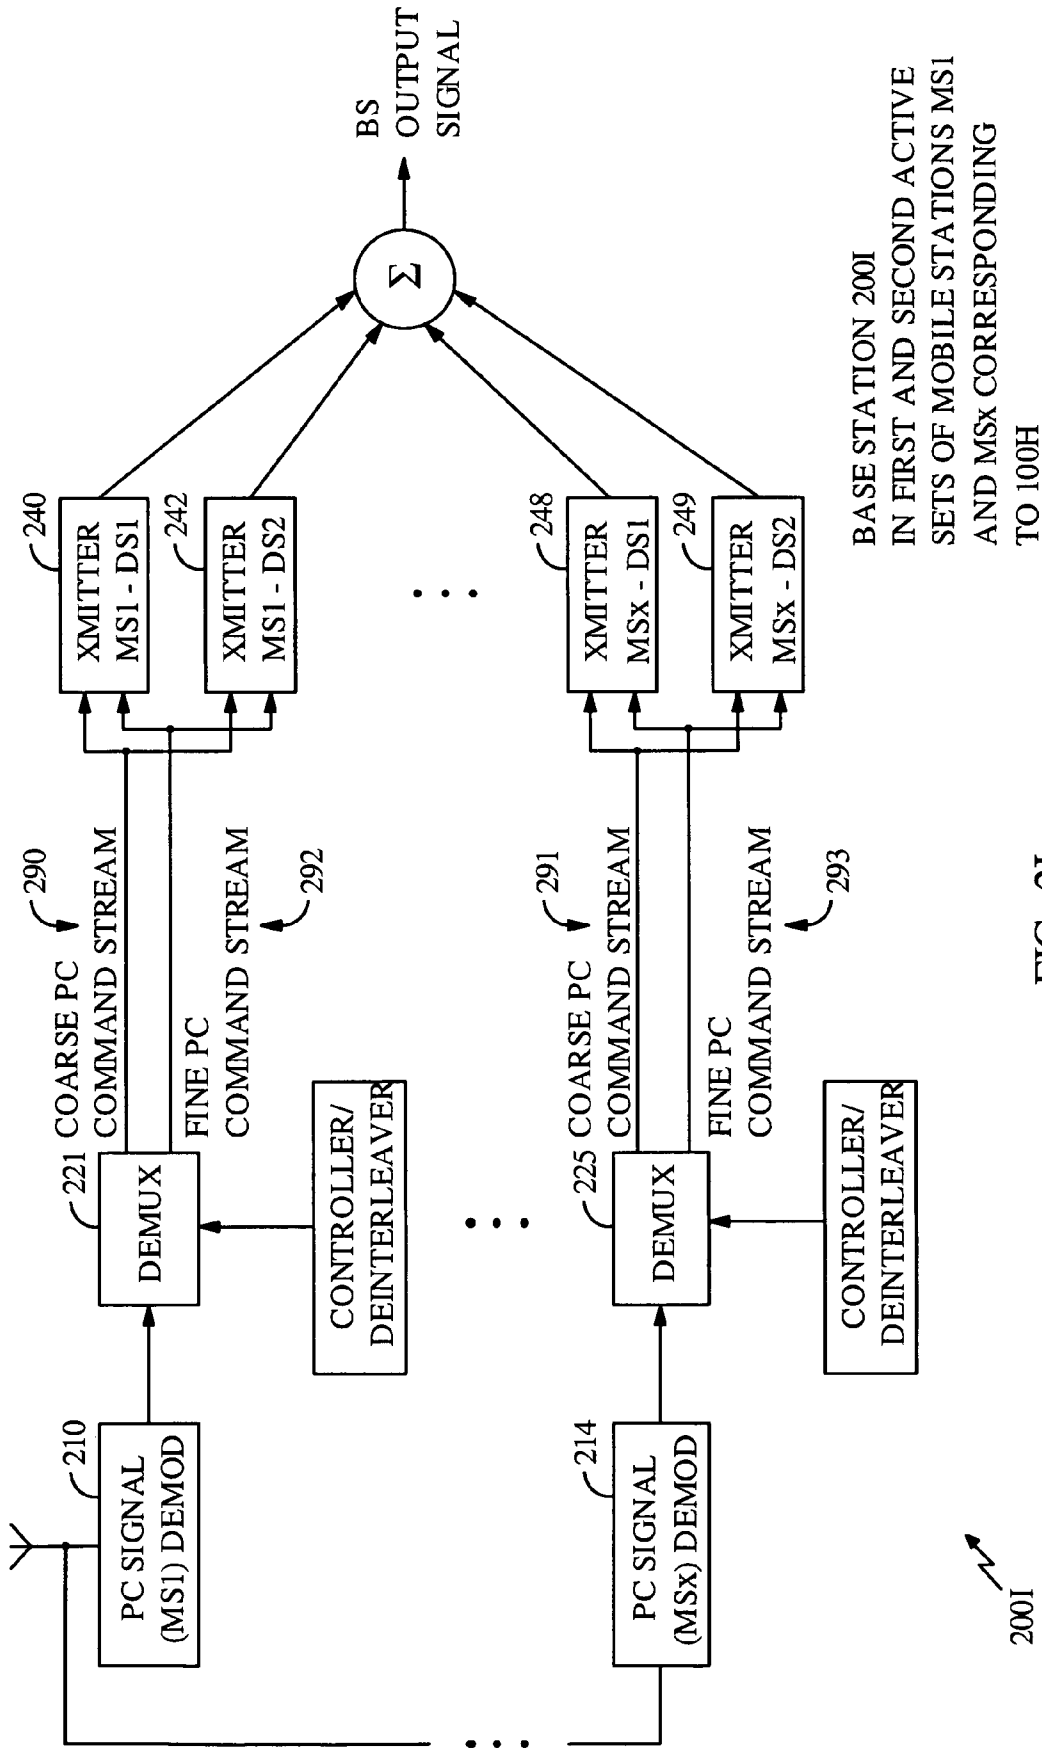 210
PC SIGNAL
(MS1) DEMOD
221
DEMUX
CONTROLLER/
DEINTERLEAVER
COARSE PC
COMMAND STREAM
290
FINE PC
COMMAND STREAM
292
240
XMITTER
MS1 - DS1
242
XMITTER
MS1 - DS2
Σ
BS
OUTPUT
SIGNAL
214
PC SIGNAL
(MSx) DEMOD
225
DEMUX
CONTROLLER/
DEINTERLEAVER
COARSE PC
COMMAND STREAM
291
FINE PC
COMMAND STREAM
293
248
XMITTER
MSx - DS1
249
XMITTER
MSx - DS2
BASE STATION 200I
IN FIRST AND SECOND ACTIVE
SETS OF MOBILE STATIONS MS1
AND MSx CORRESPONDING
TO 100H
200I